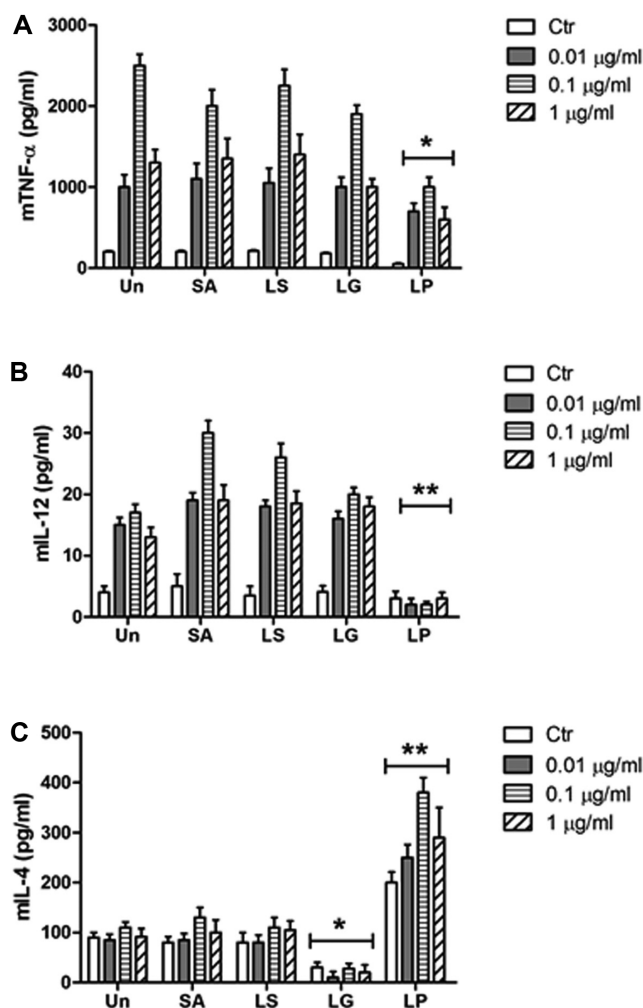 A
mTNF-α (pg/ml)
3000
2000
1000
0
Un SA LS LG LP
*
Ctr
0.01 μg/ml
0.1 μg/ml
1 μg/ml
B
mIL-12 (pg/ml)
40
30
20
10
0
Un SA LS LG LP
**
Ctr
0.01 μg/ml
0.1 μg/ml
1 μg/ml
C
mIL-4 (pg/ml)
500
400
300
200
100
0
Un SA LS LG LP
*
**
Ctr
0.01 μg/ml
0.1 μg/ml
1 μg/ml